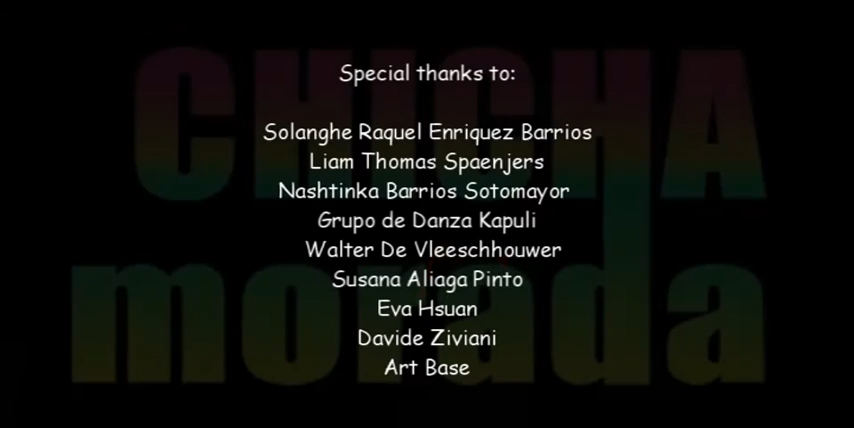 CHICHA
morada
Special thanks to:
Solanghe Raquel Enriquez Barrios
Liam Thomas Spaenjers
Nashtinka Barrios Sotomayor
Grupo de Danza Kapuli
Walter De Vleeschhouwer
Susana Aliaga Pinto
Eva Hsuan
Davide Ziviani
Art Base